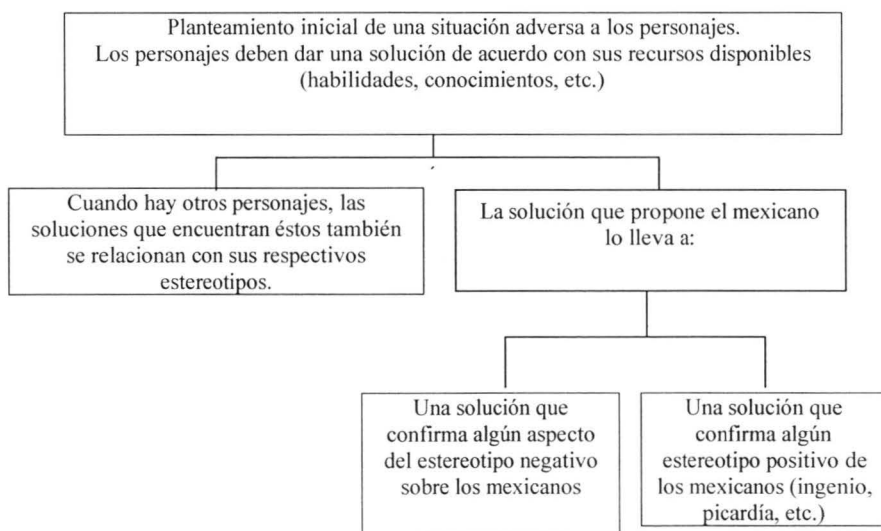 Planteamiento inicial de una situación adversa a los personajes.
Los personajes deben dar una solución de acuerdo con sus recursos disponibles
(habilidades, conocimientos, etc.)
Cuando hay otros personajes, las
soluciones que encuentran éstos también
se relacionan con sus respectivos
estereotipos.
La solución que propone el mexicano
lo lleva a:
Una solución que
confirma algún aspecto
del estereotipo negativo
sobre los mexicanos
Una solución que
confirma algún
estereotipo positivo de
los mexicanos (ingenio,
picardía, etc.)